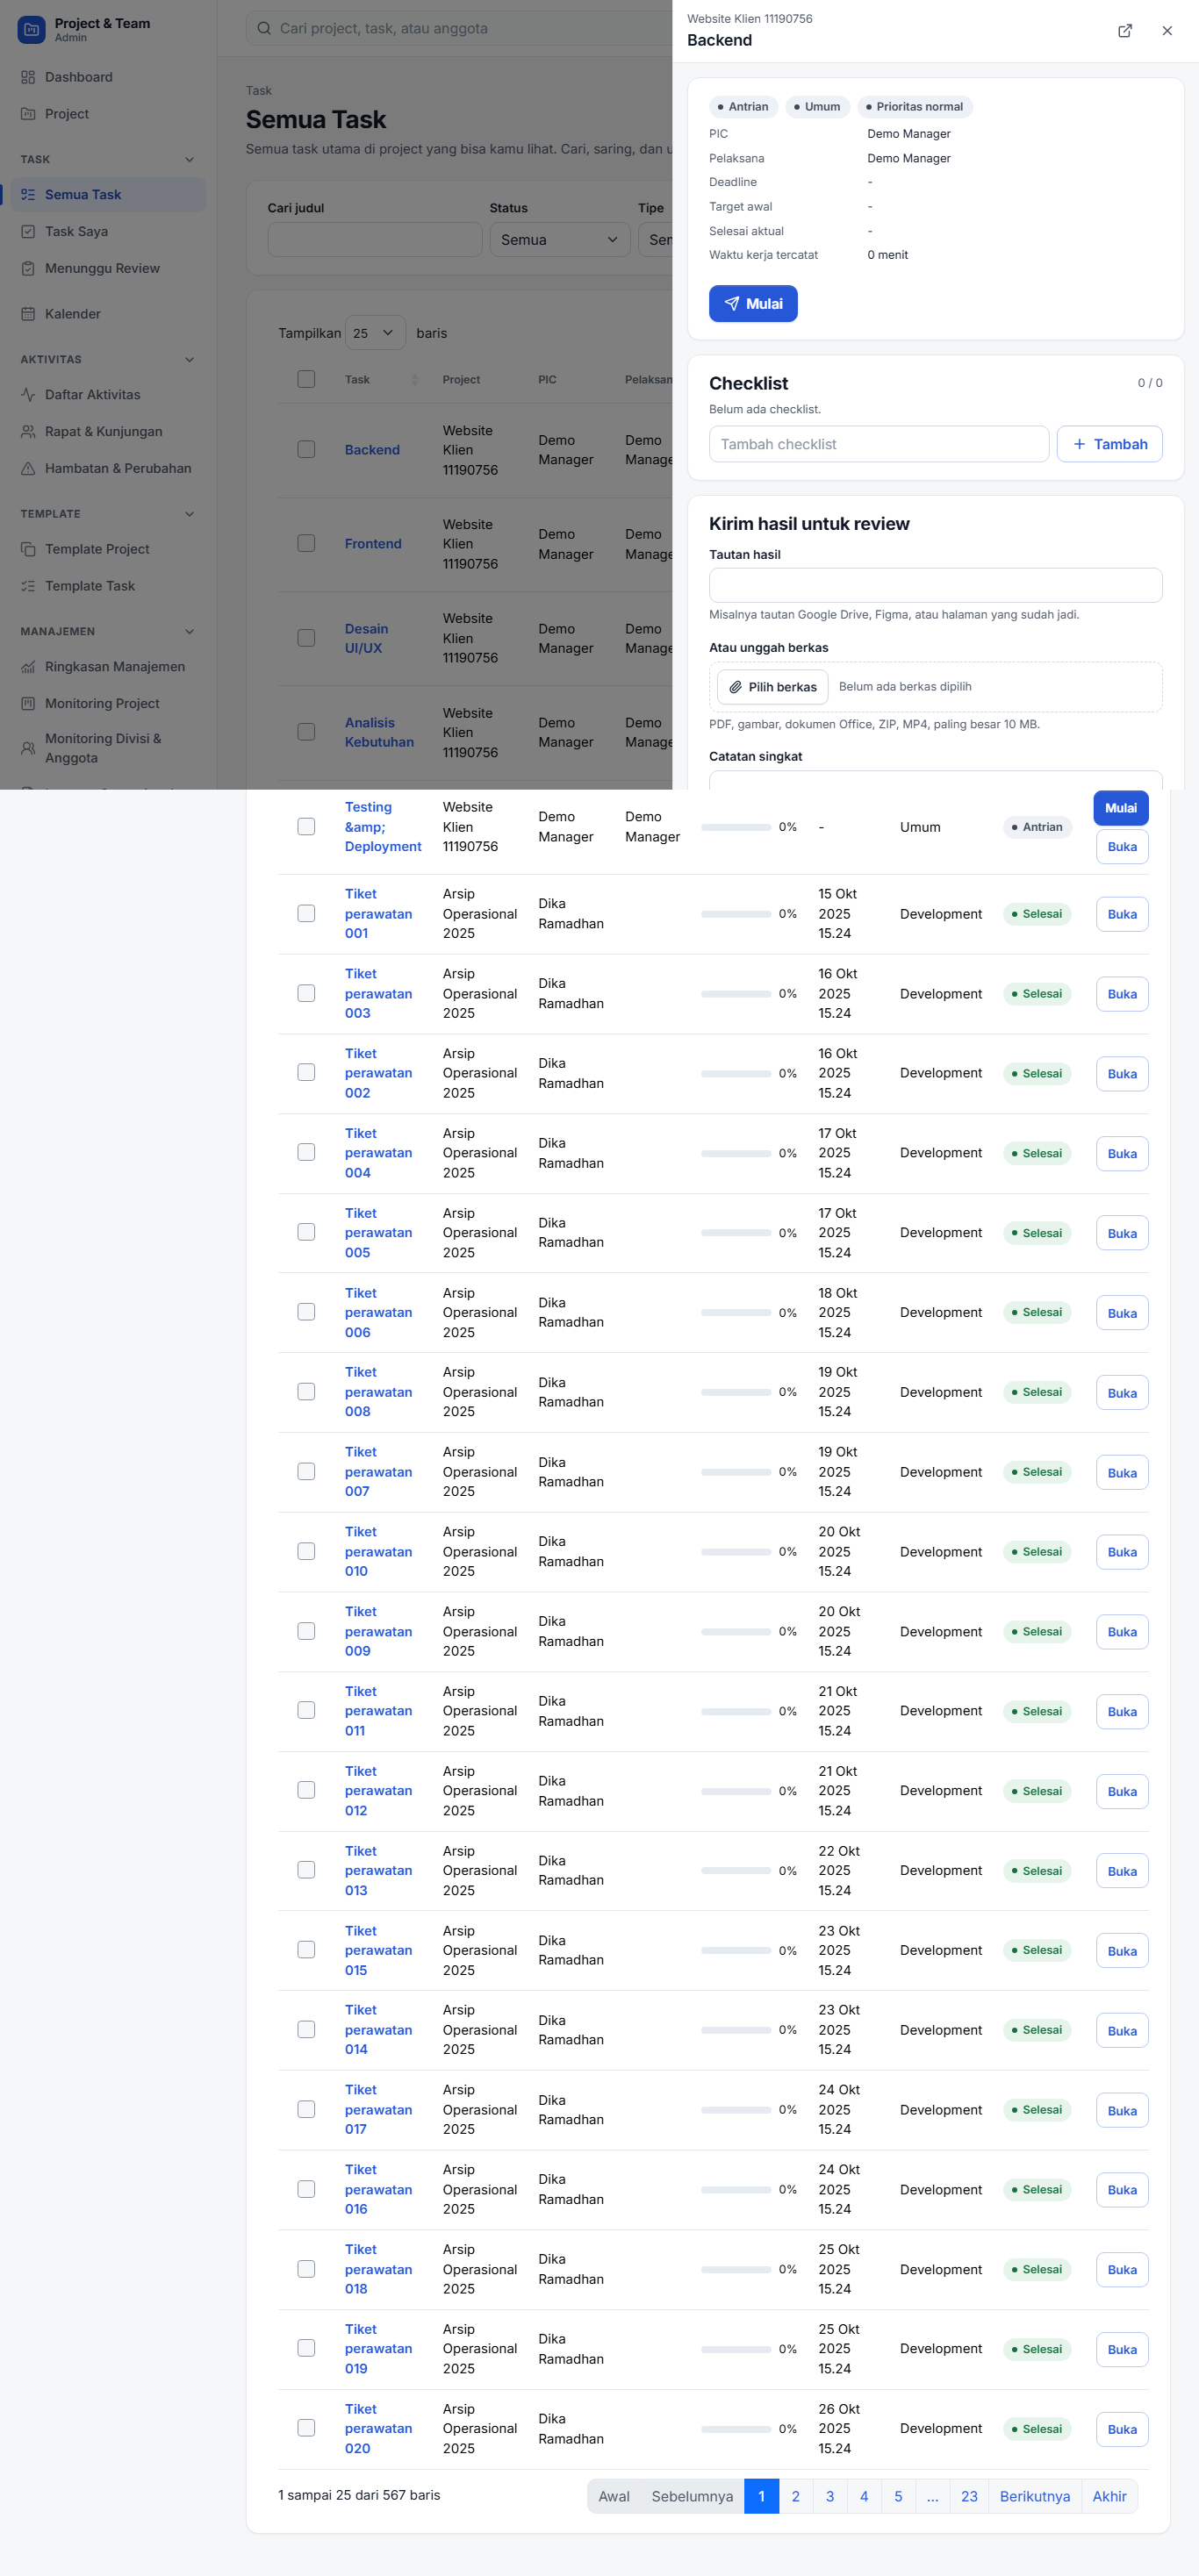 Project & Team
Admin
Dashboard
Project
TASK
Semua Task
Task Saya
Menunggu Review
Kalender
AKTIVITAS
Daftar Aktivitas
Rapat & Kunjungan
Hambatan & Perubahan
TEMPLATE
Template Project
Template Task
MANAJEMEN
Ringkasan Manajemen
Monitoring Project
Monitoring Divisi &
Anggota
Cari project, task, atau anggota
Task
Semua Task
Semua task utama di project yang bisa kamu lihat. Cari, saring, dan
Cari judul
Status
Tipe
Semua
Tampilkan 25 baris
Task Project PIC
Backend
Website
Klien
11190756
Demo
Manager
Demo
Frontend
Website
Klien
11190756
Demo
Manager
Demo
Desain
UI/UX
Website
Klien
11190756
Demo
Manager
Demo
Analisis
Kebutuhan
Website
Klien
11190756
Demo
Manager
Demo
Website Klien 11190756
Backend
Antrian Umum Prioritas normal
PIC Demo Manager
Pelaksana Demo Manager
Deadline -
Target awal -
Selesai aktual -
Waktu kerja tercatat 0 menit
Mulai
Checklist 0 / 0
Belum ada checklist.
Tambah checklist
Tambah
Kirim hasil untuk review
Tautan hasil
Misalnya tautan Google Drive, Figma, atau halaman yang sudah jadi.
Atau unggah berkas
Pilih berkas Belum ada berkas dipilih
PDF, gambar, dokumen Office, ZIP, MP4, paling besar 10 MB.
Catatan singkat
Testing
&amp;
Deployment
Website
Klien
11190756
Demo
Manager
Demo
Manager
0% - Umum Antrian
Mulai
Buka
Tiket
perawatan
001
Arsip
Operasional
2025
Dika
Ramadhan
0%
15 Okt
2025
15.24
Development Selesai Buka
Tiket
perawatan
003
Arsip
Operasional
2025
Dika
Ramadhan
0%
16 Okt
2025
15.24
Development Selesai Buka
Tiket
perawatan
002
Arsip
Operasional
2025
Dika
Ramadhan
0%
16 Okt
2025
15.24
Development Selesai Buka
Tiket
perawatan
004
Arsip
Operasional
2025
Dika
Ramadhan
0%
17 Okt
2025
15.24
Development Selesai Buka
Tiket
perawatan
005
Arsip
Operasional
2025
Dika
Ramadhan
0%
17 Okt
2025
15.24
Development Selesai Buka
Tiket
perawatan
006
Arsip
Operasional
2025
Dika
Ramadhan
0%
18 Okt
2025
15.24
Development Selesai Buka
Tiket
perawatan
008
Arsip
Operasional
2025
Dika
Ramadhan
0%
19 Okt
2025
15.24
Development Selesai Buka
Tiket
perawatan
007
Arsip
Operasional
2025
Dika
Ramadhan
0%
19 Okt
2025
15.24
Development Selesai Buka
Tiket
perawatan
010
Arsip
Operasional
2025
Dika
Ramadhan
0%
20 Okt
2025
15.24
Development Selesai Buka
Tiket
perawatan
009
Arsip
Operasional
2025
Dika
Ramadhan
0%
20 Okt
2025
15.24
Development Selesai Buka
Tiket
perawatan
011
Arsip
Operasional
2025
Dika
Ramadhan
0%
21 Okt
2025
15.24
Development Selesai Buka
Tiket
perawatan
012
Arsip
Operasional
2025
Dika
Ramadhan
0%
21 Okt
2025
15.24
Development Selesai Buka
Tiket
perawatan
013
Arsip
Operasional
2025
Dika
Ramadhan
0%
22 Okt
2025
15.24
Development Selesai Buka
Tiket
perawatan
015
Arsip
Operasional
2025
Dika
Ramadhan
0%
23 Okt
2025
15.24
Development Selesai Buka
Tiket
perawatan
014
Arsip
Operasional
2025
Dika
Ramadhan
0%
23 Okt
2025
15.24
Development Selesai Buka
Tiket
perawatan
017
Arsip
Operasional
2025
Dika
Ramadhan
0%
24 Okt
2025
15.24
Development Selesai Buka
Tiket
perawatan
016
Arsip
Operasional
2025
Dika
Ramadhan
0%
24 Okt
2025
15.24
Development Selesai Buka
Tiket
perawatan
018
Arsip
Operasional
2025
Dika
Ramadhan
0%
25 Okt
2025
15.24
Development Selesai Buka
Tiket
perawatan
019
Arsip
Operasional
2025
Dika
Ramadhan
0%
25 Okt
2025
15.24
Development Selesai Buka
Tiket
perawatan
020
Arsip
Operasional
2025
Dika
Ramadhan
0%
26 Okt
2025
15.24
Development Selesai Buka
1 sampai 25 dari 567 baris
Awal Sebelumnya 1 2 3 4 5 ... 23 Berikutnya Akhir